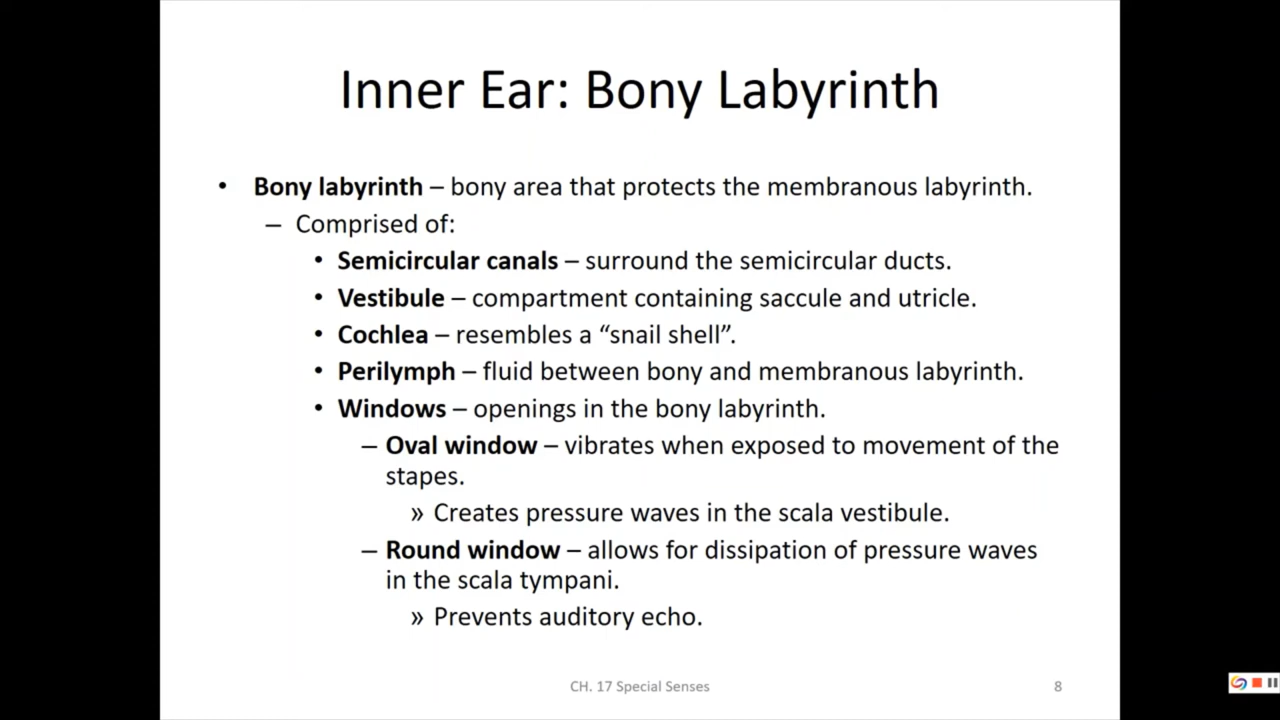 Inner Ear: Bony Labyrinth
• Bony labyrinth – bony area that protects the membranous labyrinth.
– Comprised of:
• Semicircular canals – surround the semicircular ducts.
• Vestibule – compartment containing saccule and utricle.
• Cochlea – resembles a “snail shell”.
• Perilymph – fluid between bony and membranous labyrinth.
• Windows – openings in the bony labyrinth.
– Oval window – vibrates when exposed to movement of the
stapes.
» Creates pressure waves in the scala vestibule.
– Round window – allows for dissipation of pressure waves
in the scala tympani.
» Prevents auditory echo.
CH. 17 Special Senses
8